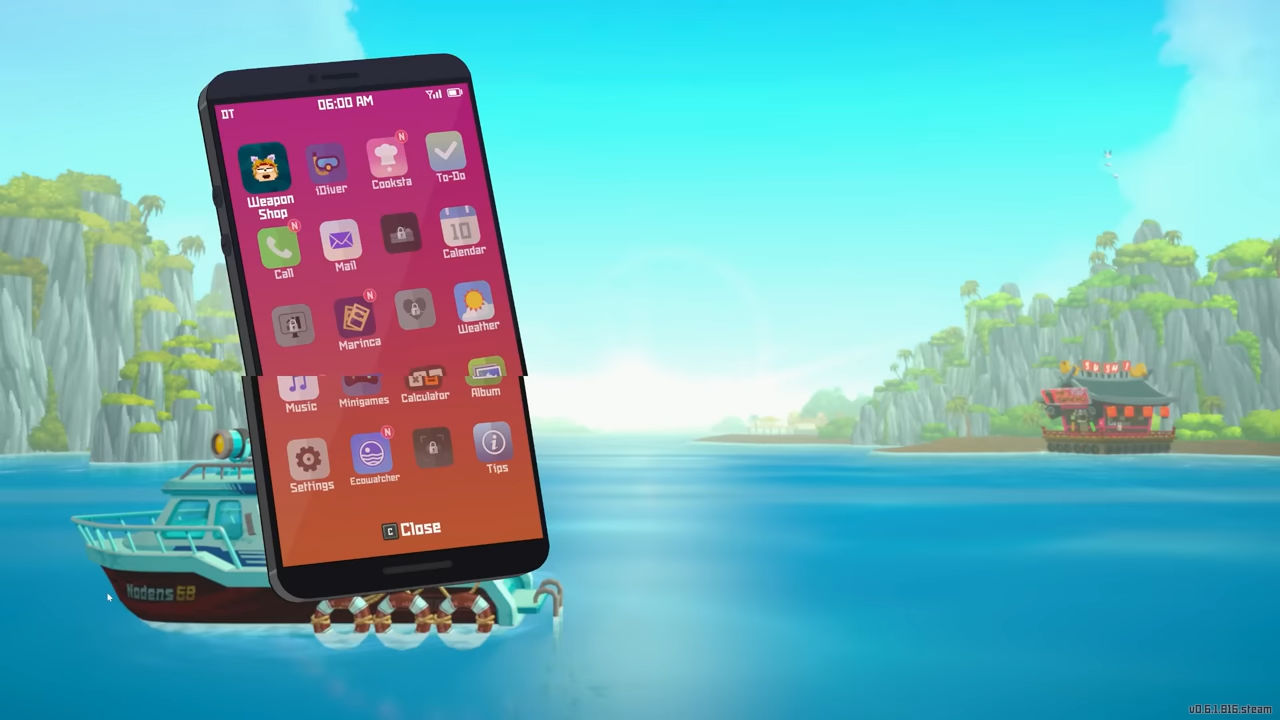 DT 06:00 AM
Weapon
Shop
iDiver
N
Cooksta
To-Do
N
Call
Mail
10
Calendar
N
Marinca
Weather
Music
Minigames
Calculator
Album
Settings
N
Ecowatcher
Tips
C Close
SUSHI
Nodens 68
v0.6.1.816.steam